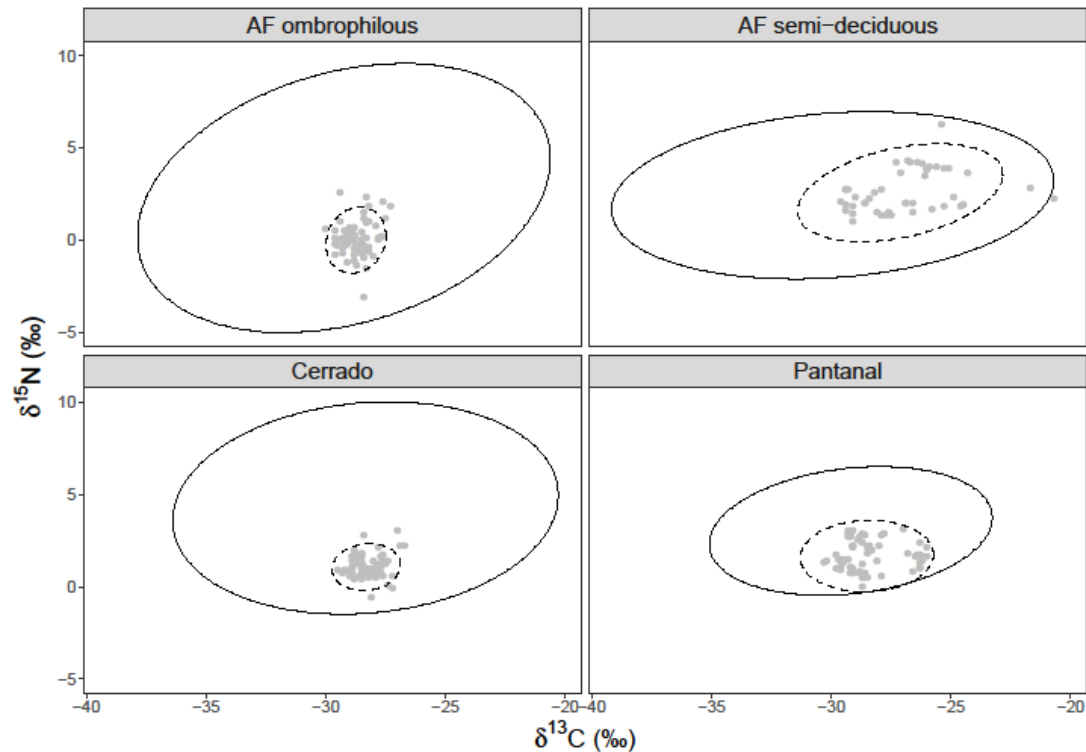 AF ombrophilous AF semi−deciduous
10
5
0
−5
Cerrado Pantanal
10
5
0
−5
−40 −35 −30 −25 −20 −40 −35 −30 −25 −20
δ15N (‰)
δ13C (‰)